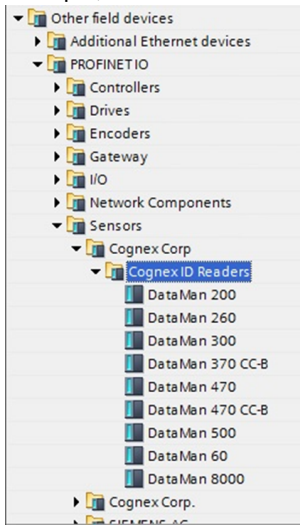 Other field devices
Additional Ethernet devices
PROFINET IO
Controllers
Drives
Encoders
Gateway
I/O
Network Components
Sensors
Cognex Corp
Cognex ID Readers
DataMan 200
DataMan 260
DataMan 300
DataMan 370 CC-B
DataMan 470
DataMan 470 CC-B
DataMan 500
DataMan 60
DataMan 8000
Cognex Corp.